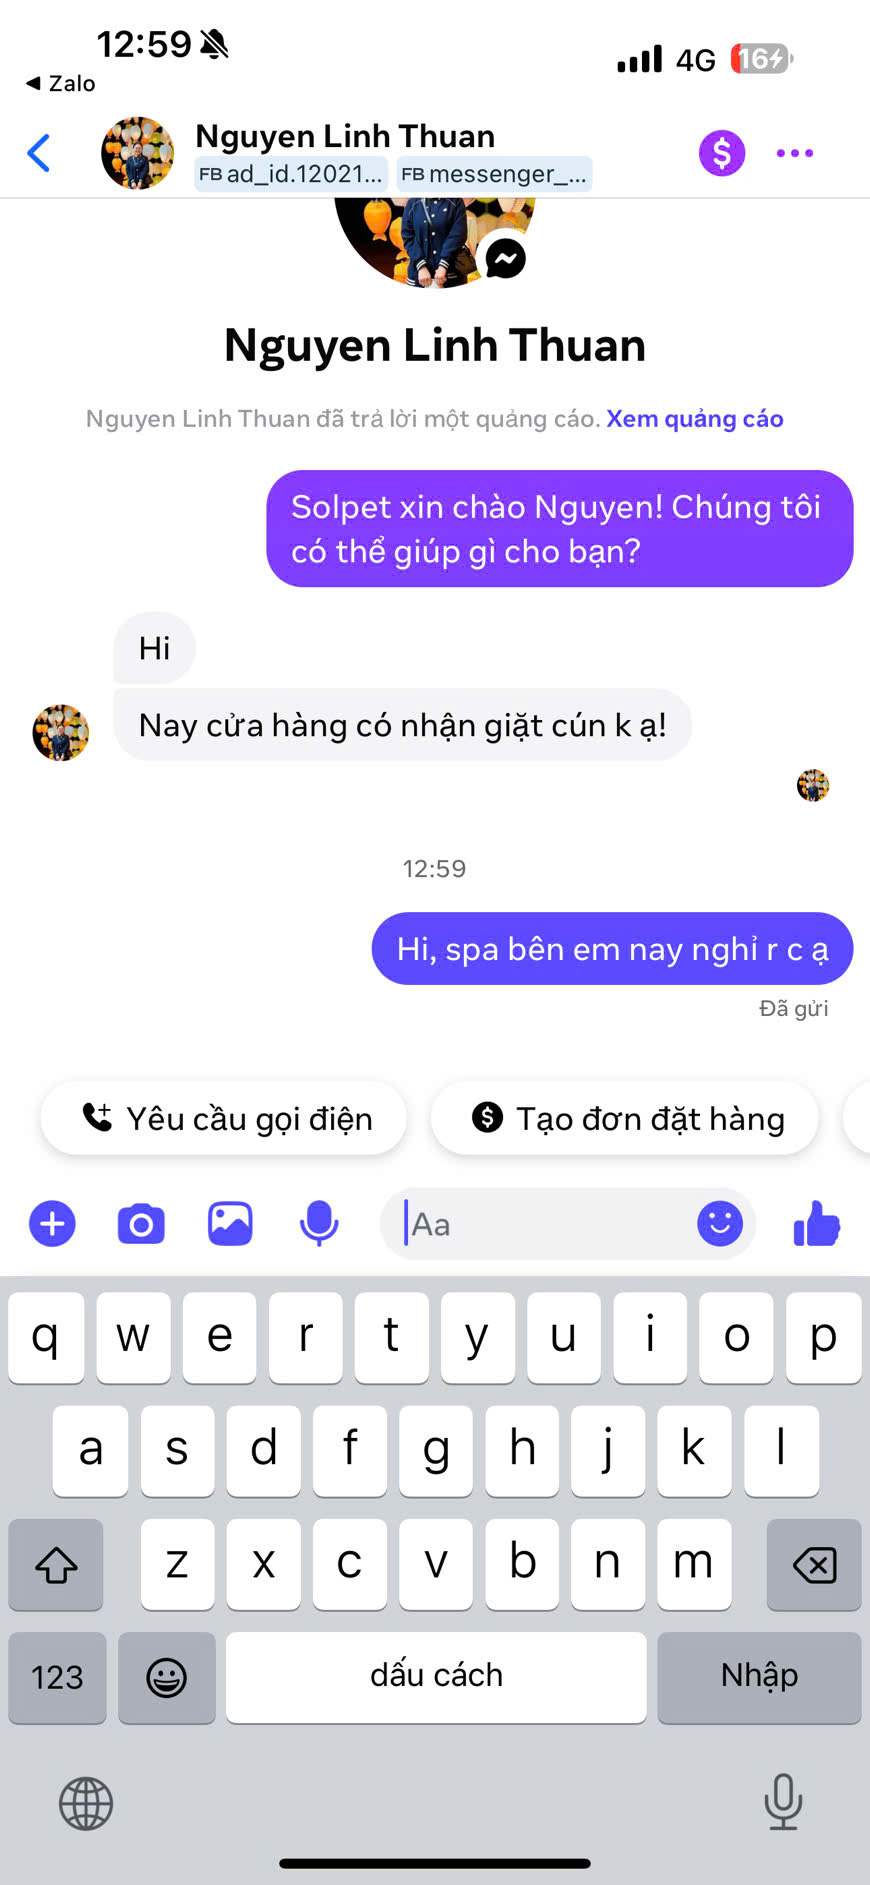 12:59
4G
16
Zalo
Nguyen Linh Thuan
FB ad_id.12021...
FB messenger_...
Nguyen Linh Thuan
Nguyen Linh Thuan đã trả lời một quảng cáo. Xem quảng cáo
Solpet xin chào Nguyen! Chúng tôi
có thể giúp gì cho bạn?
Hi
Nay cửa hàng có nhận giặt cún k ạ!
12:59
Hi, spa bên em nay nghỉ r c ạ
Đã gửi
Yêu cầu gọi điện
Tạo đơn đặt hàng
Aa
q w e r t y u i o p
a s d f g h j k l
z x c v b n m
123
dấu cách
Nhập